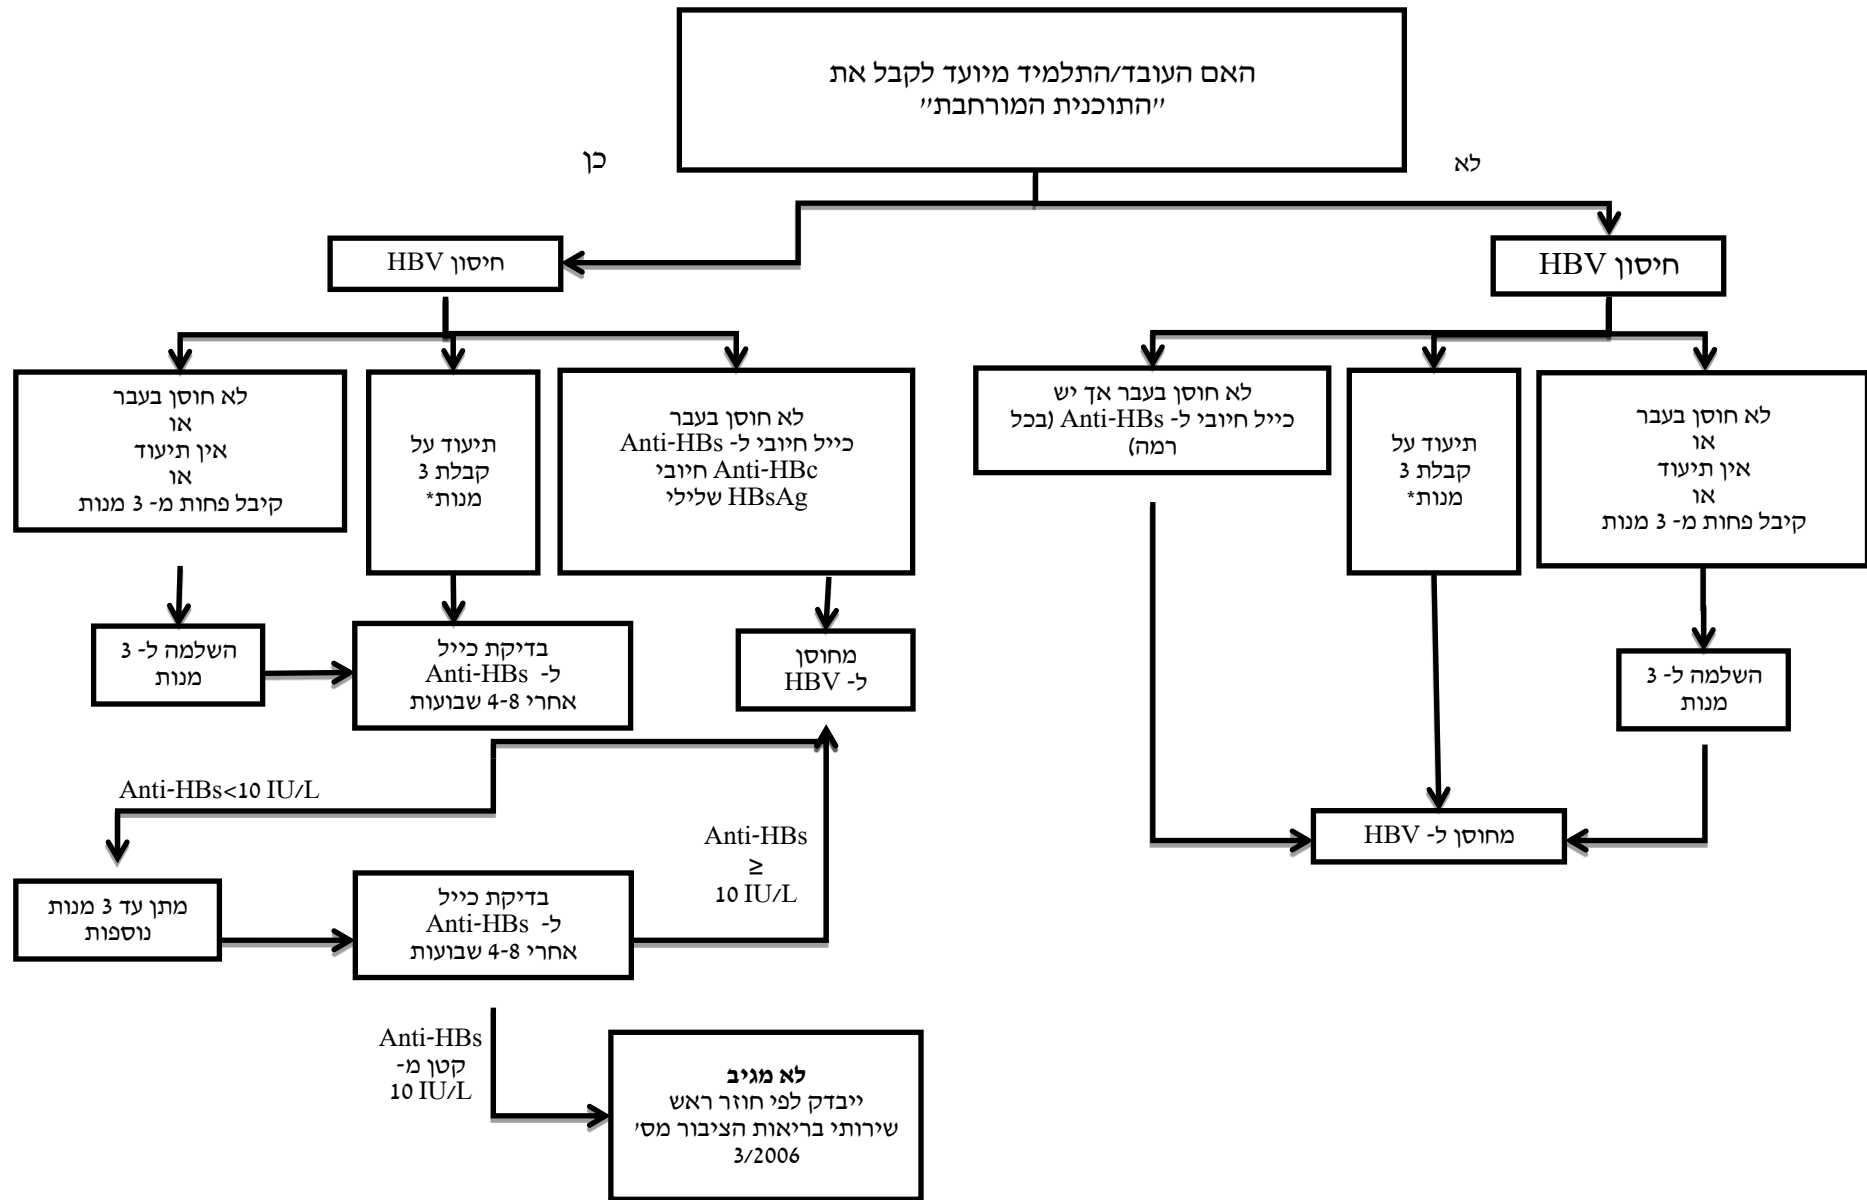 האם העובד/התלמיד מיועד לקבל את
"התוכנית המורחבת"
לא
כן
חיסון HBV
חיסון HBV
לא חוסן בעבר
או
אין תיעוד
או
קיבל פחות מ- 3 מנות
תיעוד על
קבלת 3
מנות*
לא חוסן בעבר אך יש
כייל חיובי ל- Anti-HBs (בכל
רמה)
השלמה ל- 3
מנות
מחוסן ל- HBV
לא חוסן בעבר
כייל חיובי ל- Anti-HBs
Anti-HBc חיובי
HBsAg שלילי
תיעוד על
קבלת 3
מנות*
לא חוסן בעבר
או
אין תיעוד
או
קיבל פחות מ- 3 מנות
מחוסן
ל- HBV
בדיקת כייל
ל- Anti-HBs
אחרי 4-8 שבועות
השלמה ל- 3
מנות
Anti-HBs<10 IU/L
Anti-HBs
≥
10 IU/L
מתן עד 3 מנות
נוספות
בדיקת כייל
ל- Anti-HBs
אחרי 4-8 שבועות
Anti-HBs
קטן מ-
10 IU/L
לא מגיב
ייבדק לפי חוזר ראש
שירותי בריאות הציבור מס'
3/2006